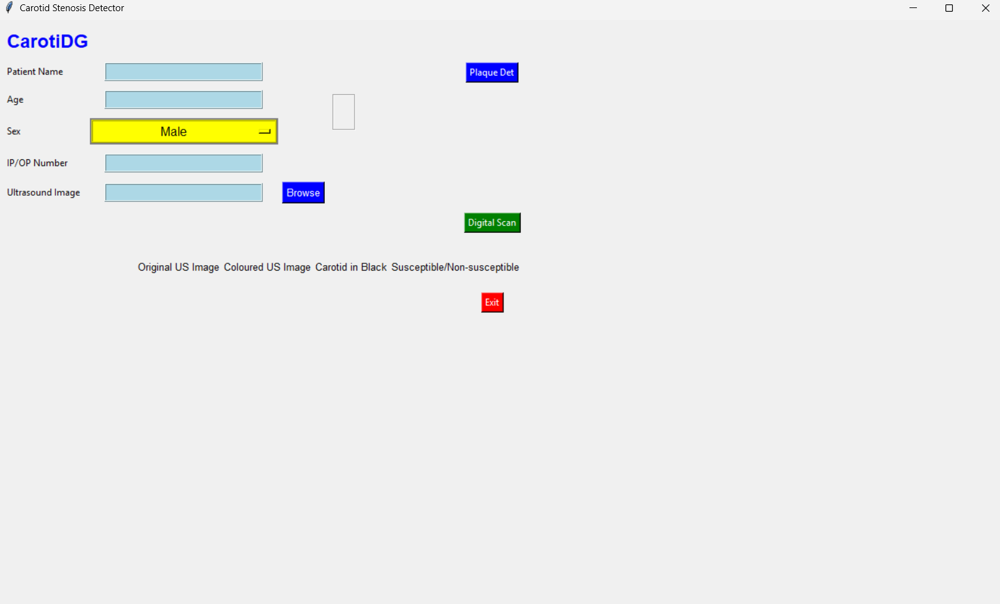 Carotid Stenosis Detector
CarotiDG
Patient Name
Plaque Det
Age
Sex
Male
IP/OP Number
Ultrasound Image
Browse
Digital Scan
Original US Image Coloured US Image Carotid in Black Susceptible/Non-susceptible
Exit